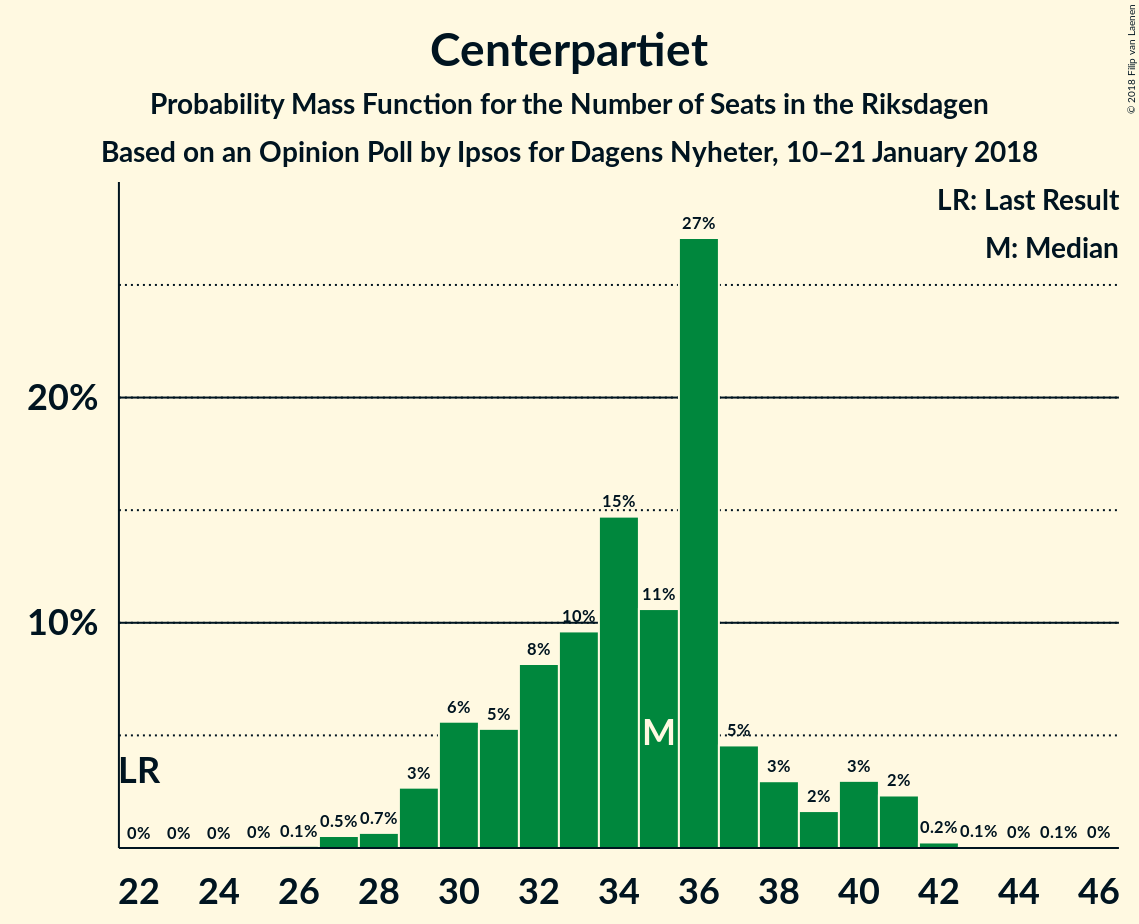 Centerpartiet
Probability Mass Function for the Number of Seats in the Riksdagen
Based on an Opinion Poll by Ipsos for Dagens Nyheter, 10–21 January 2018
© 2018 Filip van Laenen
LR: Last Result
M: Median
20%
10%
LR
M
0% 0% 0% 0% 0.1% 0.5% 0.7% 3% 6% 5% 8% 10% 15% 11% 27% 5% 3% 2% 3% 2% 0.2% 0.1% 0% 0.1% 0%
22 24 26 28 30 32 34 36 38 40 42 44 46